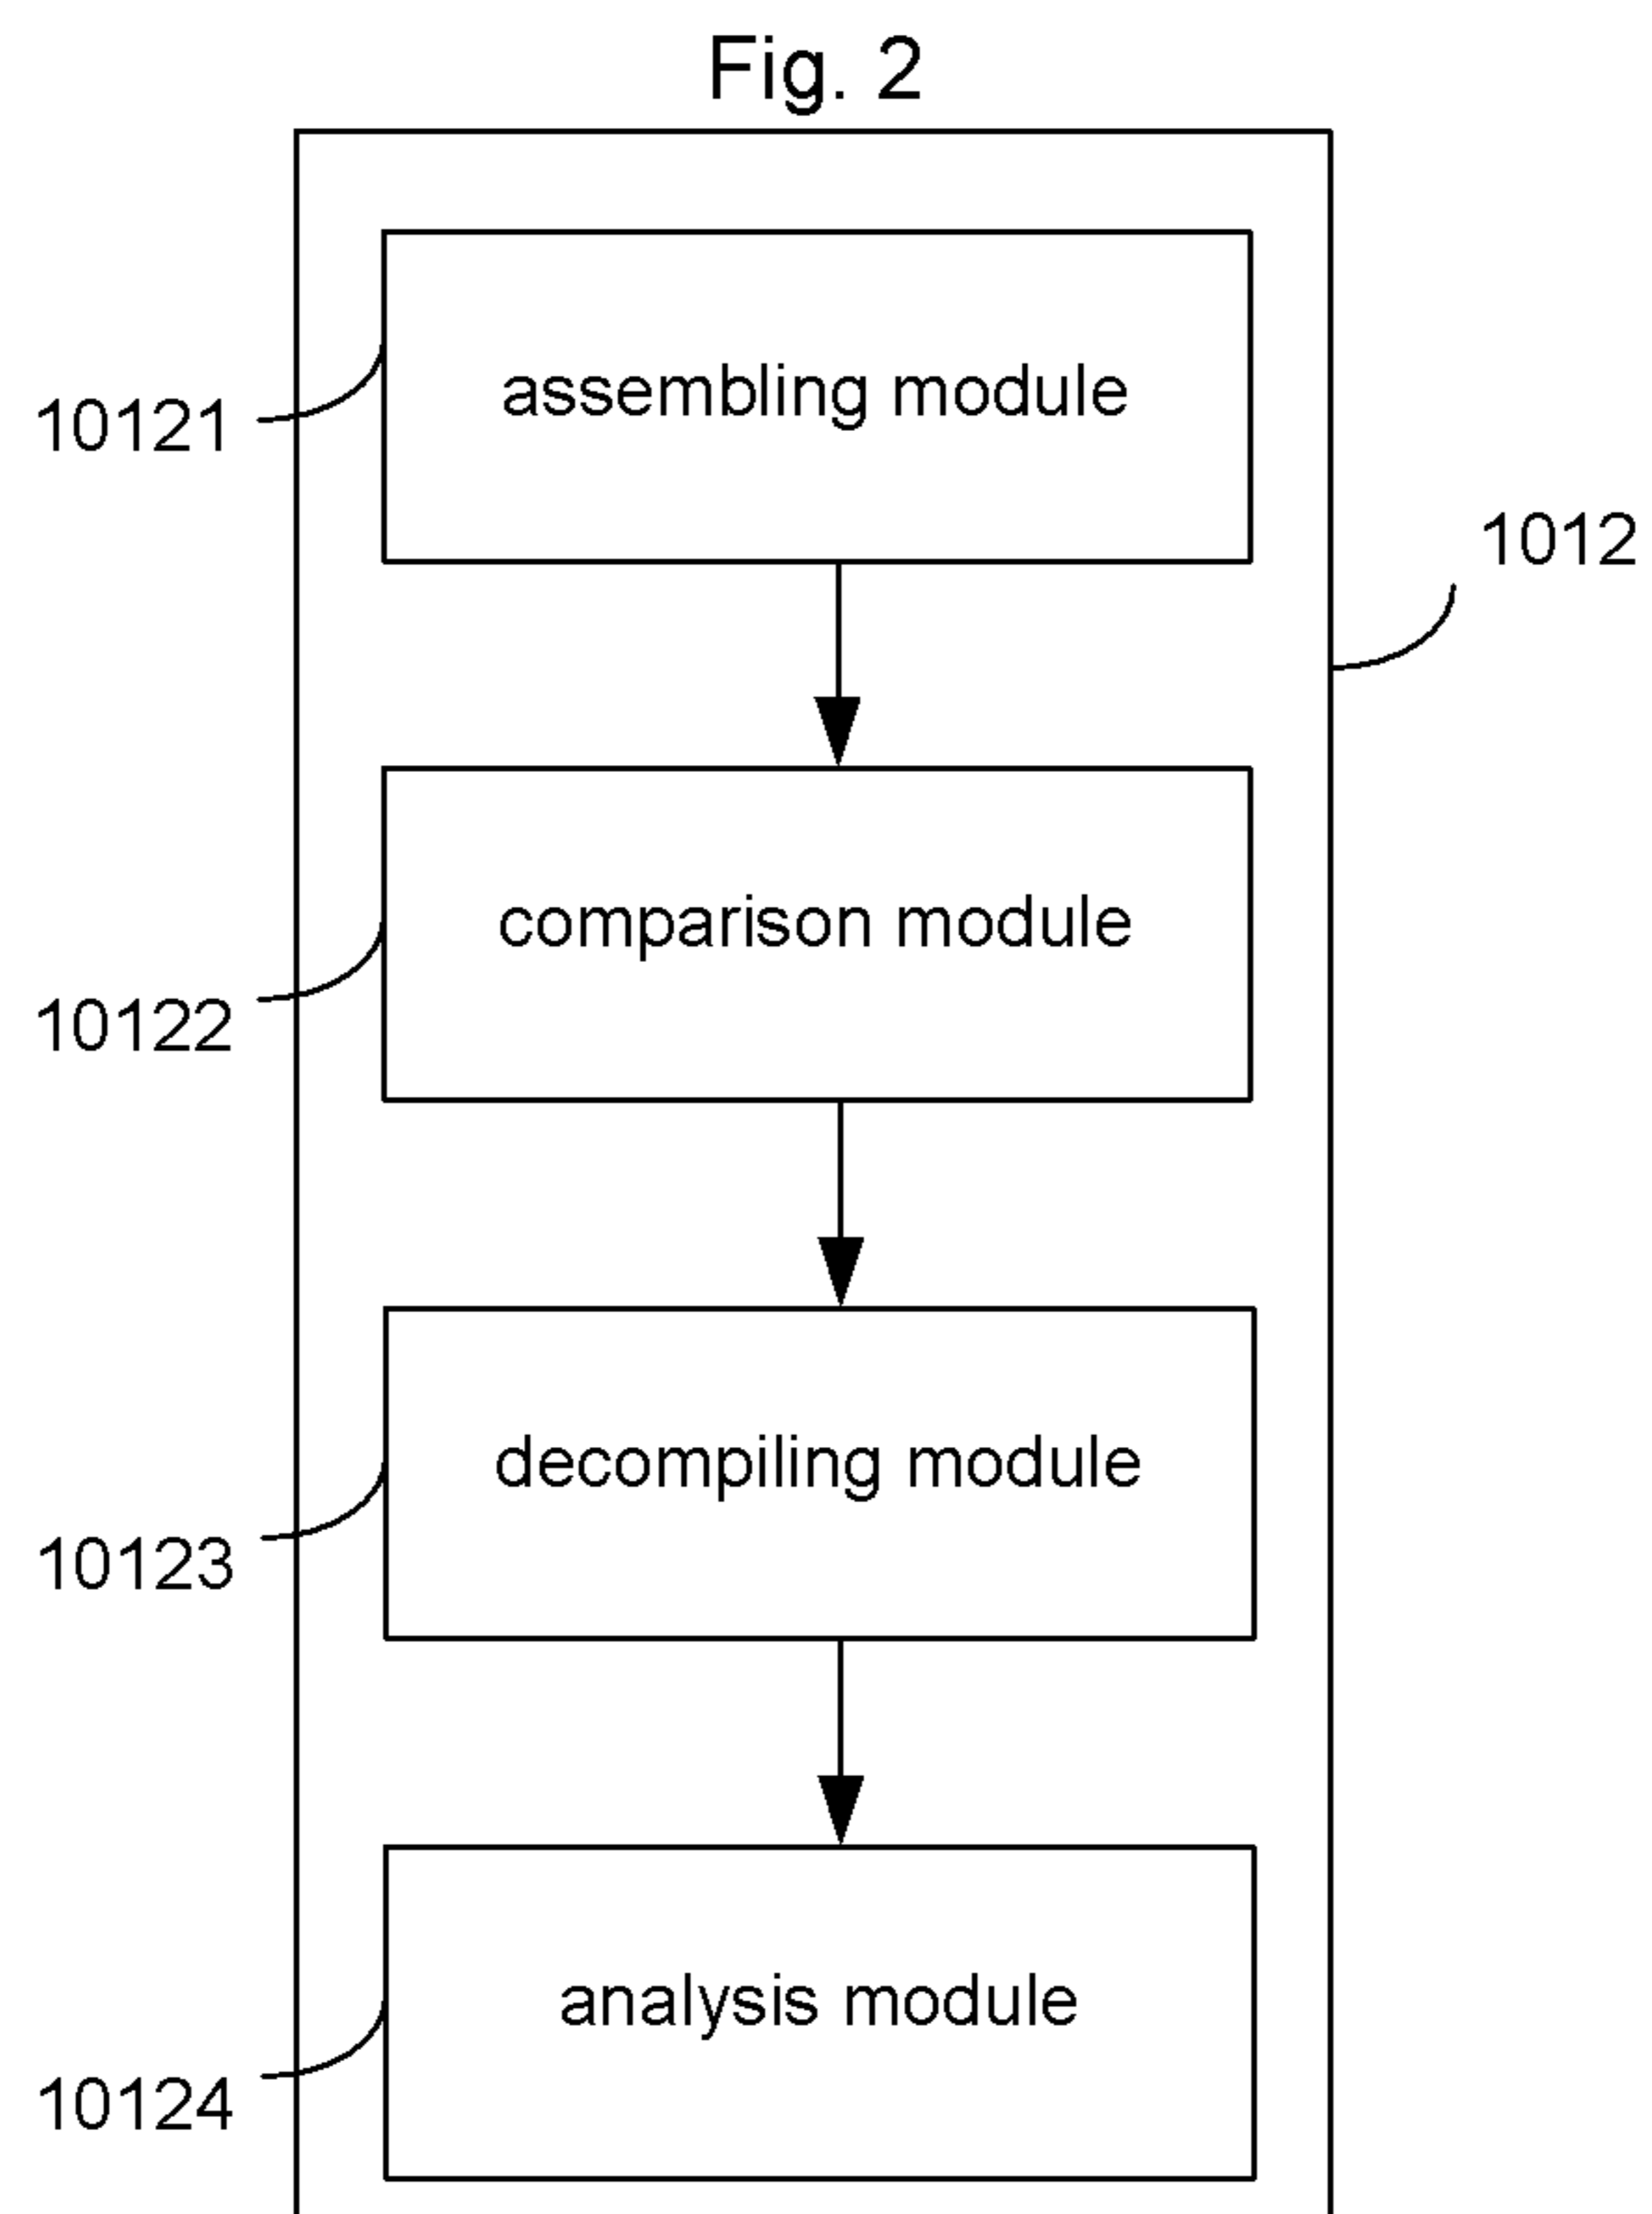 Fig. 2
assembling module
10121
1012
comparison module
10122
decompiling module
10123
analysis module
10124